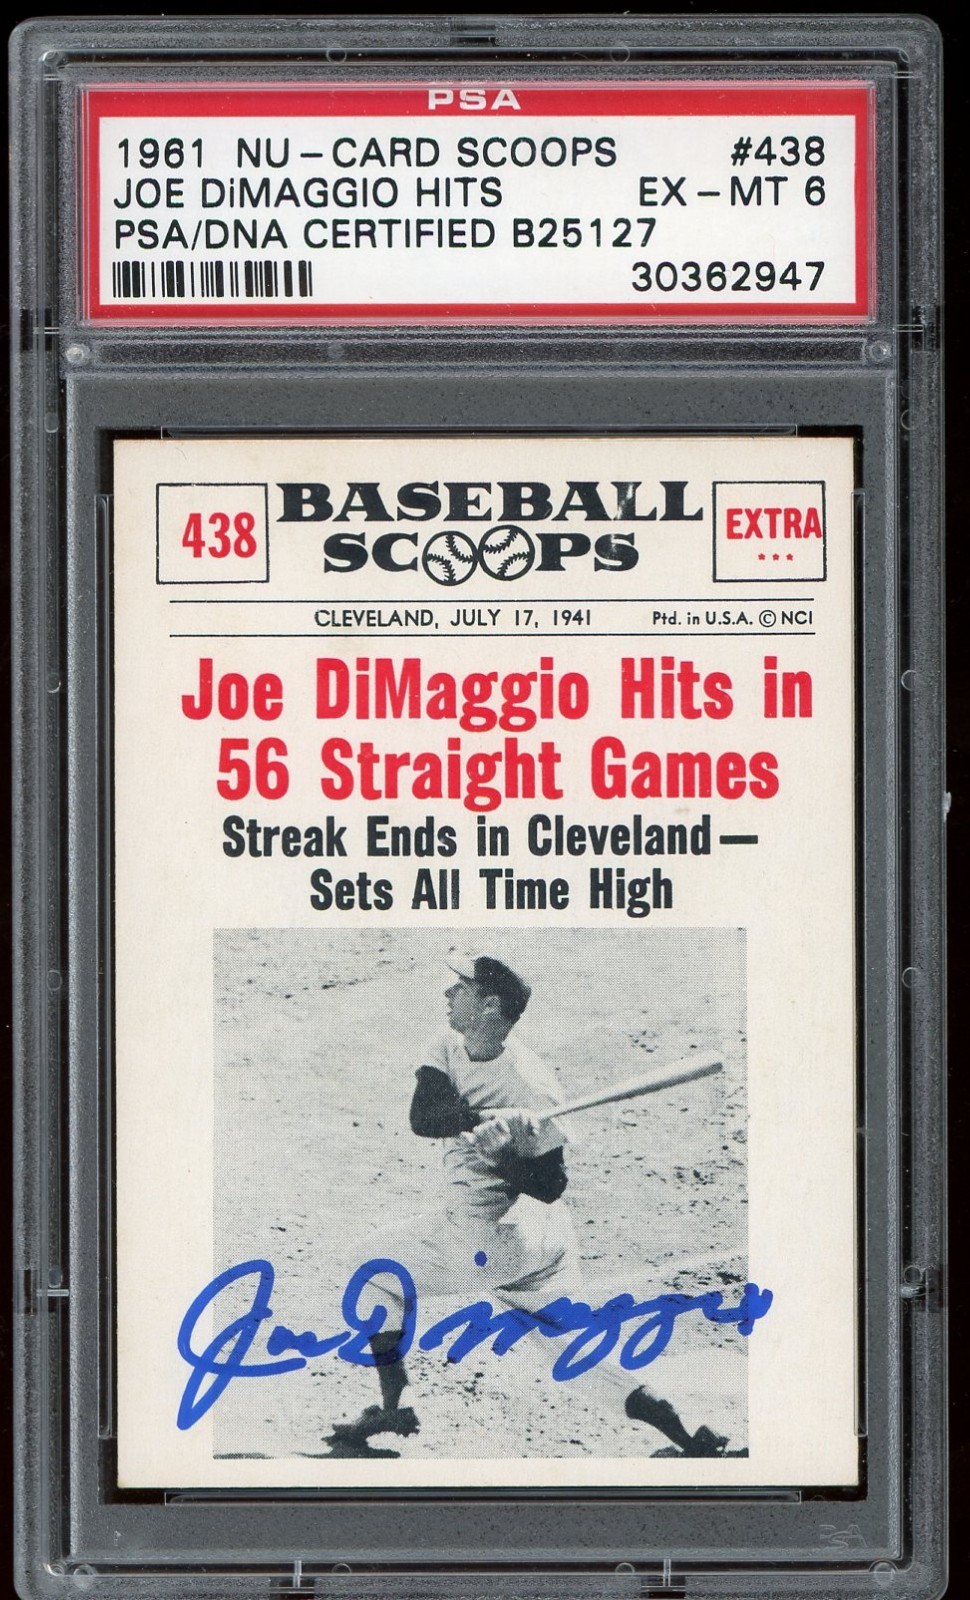 PSA
1961 NU-CARD SCOOPS #438
JOE DiMAGGIO HITS EX-MT 6
PSA/DNA CERTIFIED B25127
30362947
438 BASEBALL SCOOPS EXTRA
CLEVELAND, JULY 17, 1941 Ptd. in U.S.A. © NCI
Joe DiMaggio Hits in
56 Straight Games
Streak Ends in Cleveland—
Sets All Time High
Joe DiMaggio
PSA